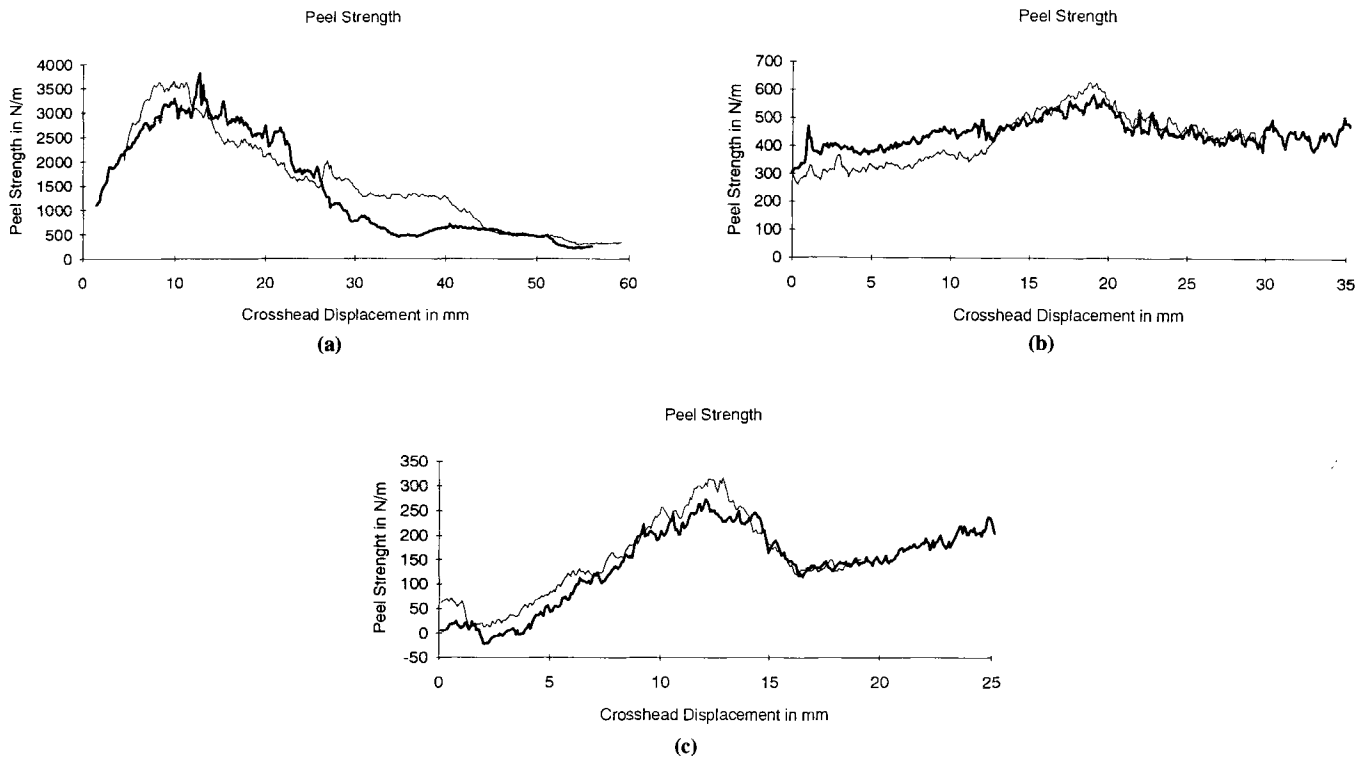 Peel Strength
4000
3500
3000
2500
2000
1500
1000
500
0
Peel Strength in N/m
0 10 20 30 40 50 60
Crosshead Displacement in mm
(a)
Peel Strength
700
600
500
400
300
200
100
0
Peel Strength in N/m
0 5 10 15 20 25 30 35
Crosshead Displacement in mm
(b)
Peel Strength
350
300
250
200
150
100
50
0
-50
Peel Strenght in N/m
0 5 10 15 20 25
Crosshead Displacement in mm
(c)